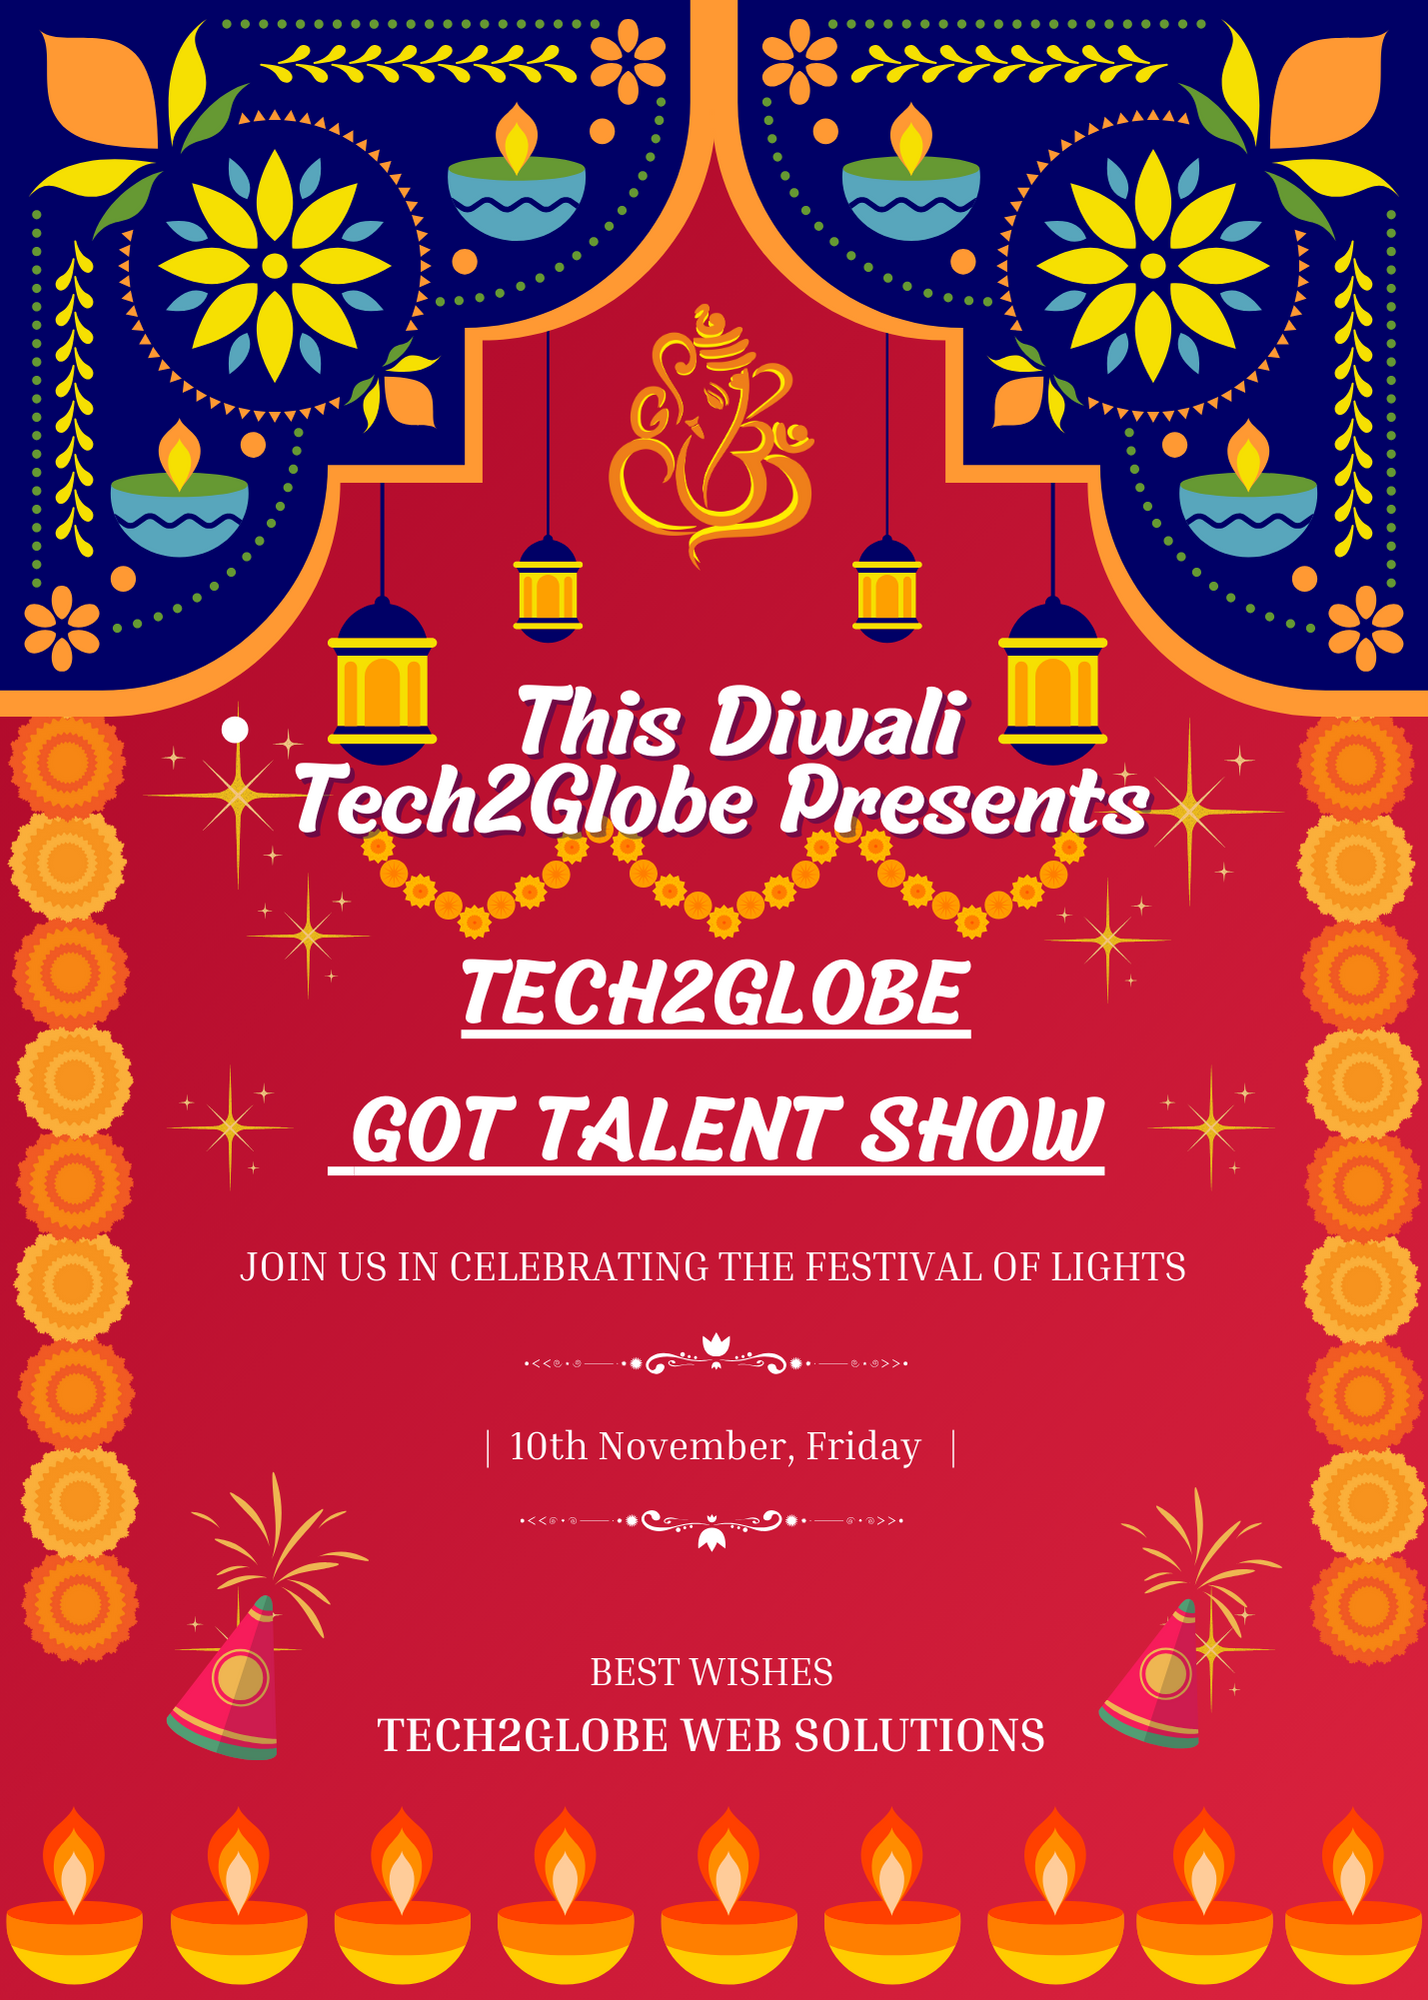 This Diwali
Tech2Globe Presents
TECH2GLOBE
GOT TALENT SHOW
JOIN US IN CELEBRATING THE FESTIVAL OF LIGHTS
| 10th November, Friday |
BEST WISHES
TECH2GLOBE WEB SOLUTIONS